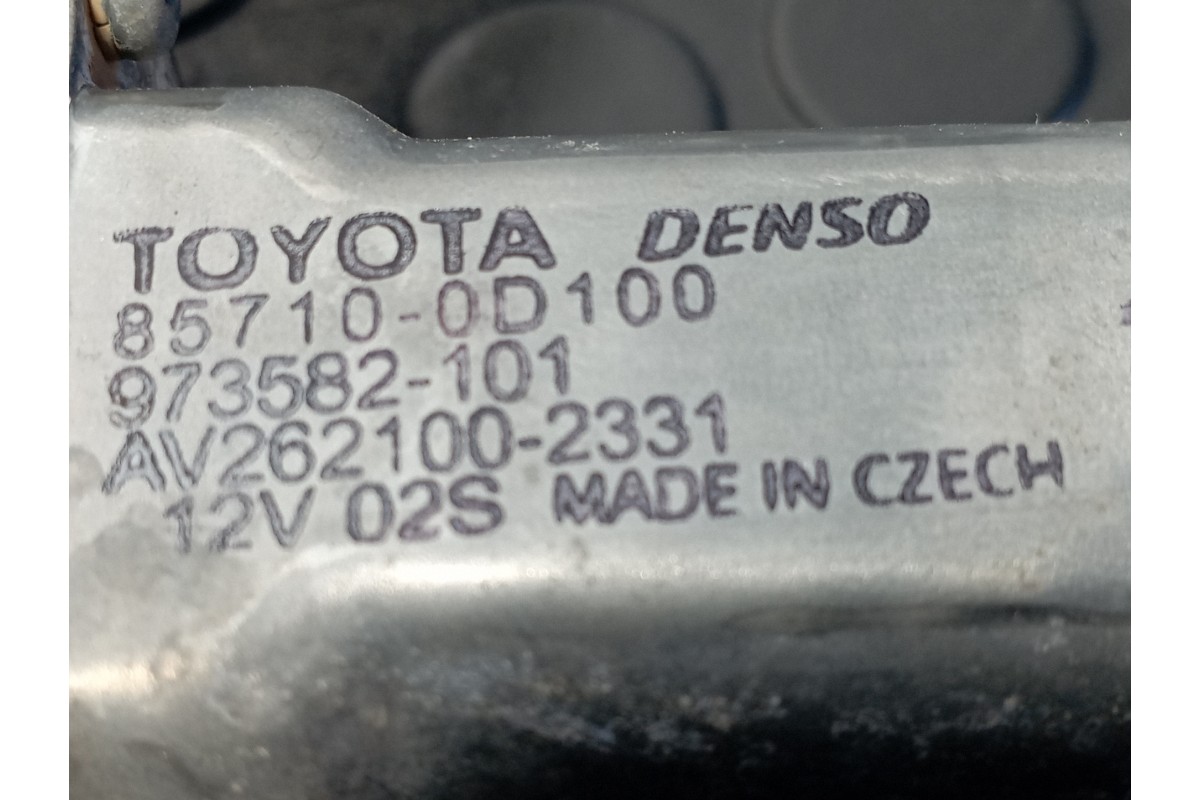 TOYOTA DENSO
85710-0D100
973582-101
AV262100-2331
12V 02S MADE IN CZECH